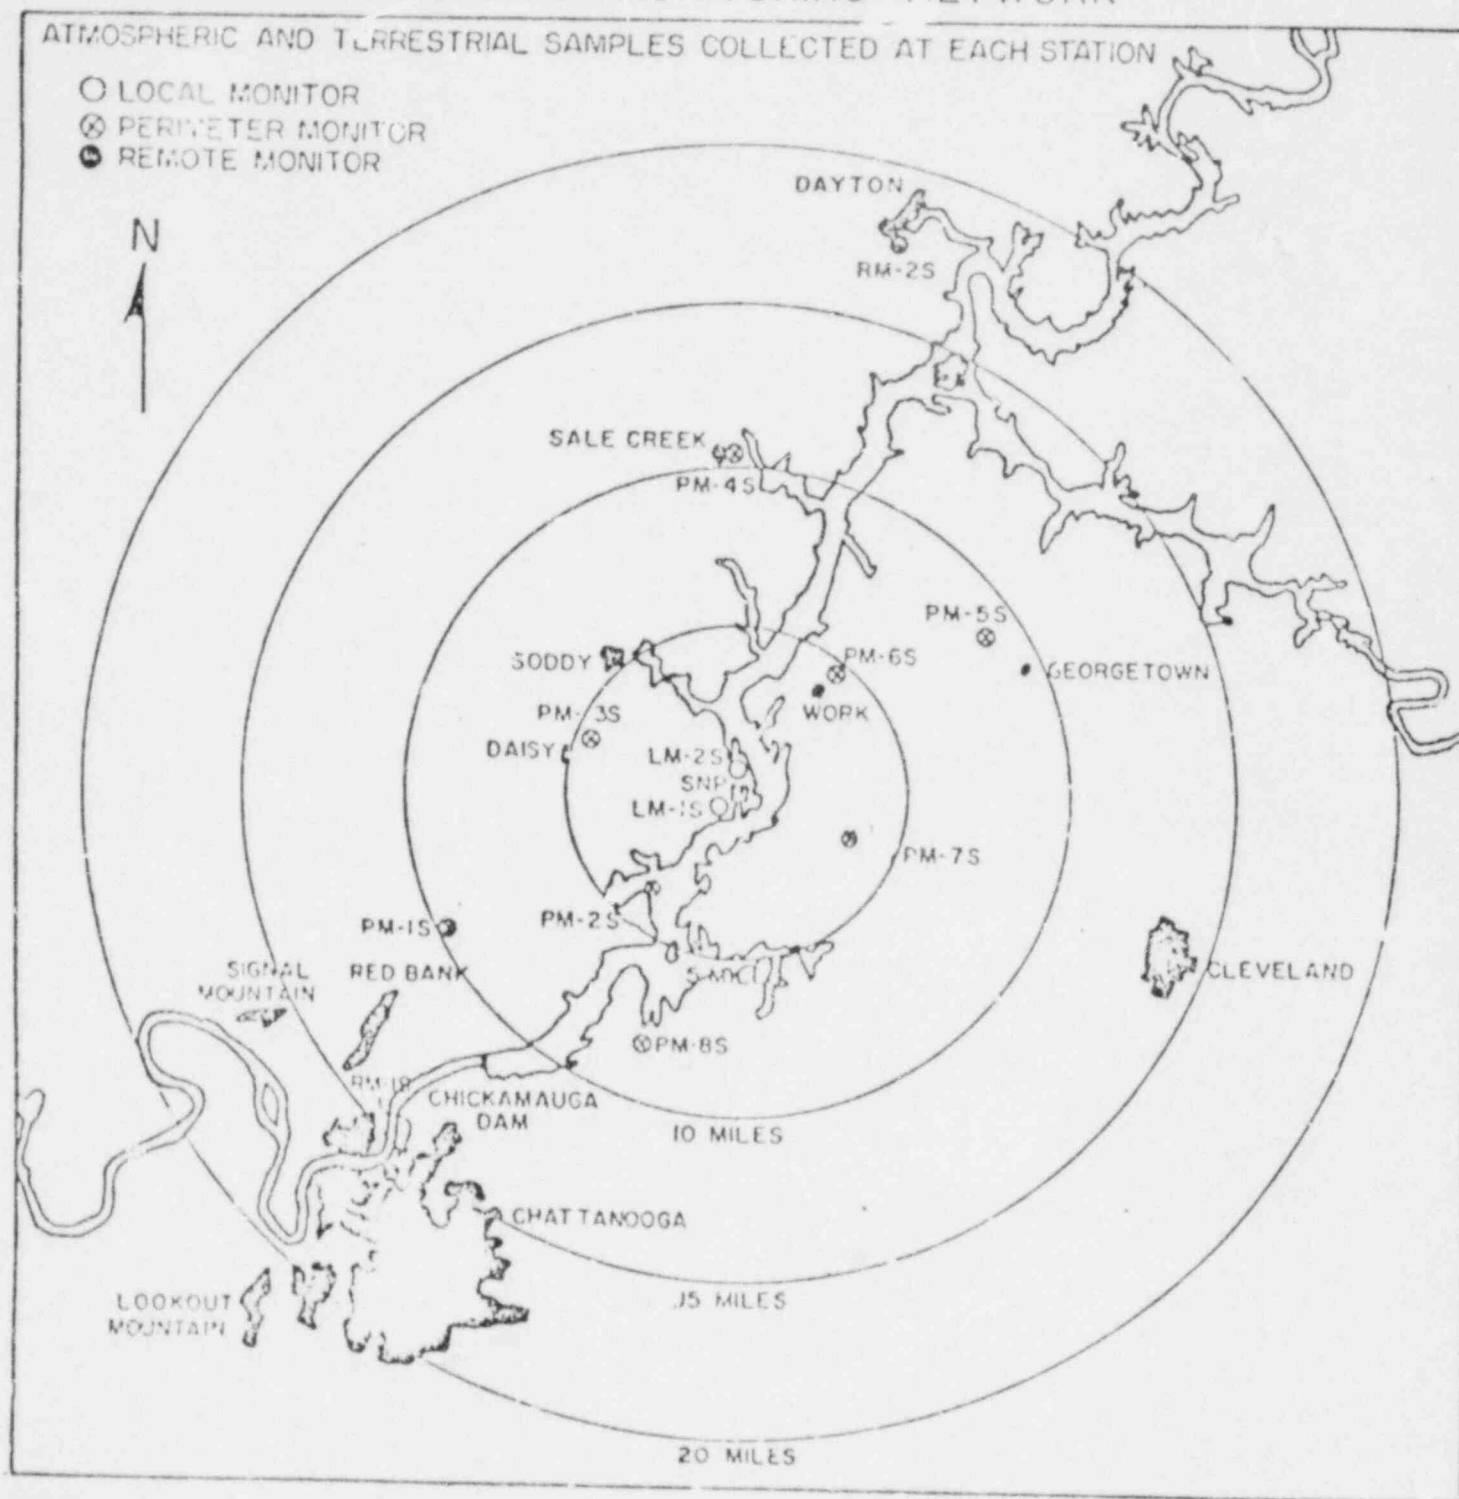 NETWORK
ATMOSPHERIC AND TERRESTRIAL SAMPLES COLLECTED AT EACH STATION
LOCAL MONITOR
PERIMETER MONITOR
REMOTE MONITOR
N
DAYTON
RM-2S
SALE CREEK
PM-4S
PM-5S
SODDY
PM-6S
GEORGETOWN
WORK
PM-3S
DAISY
LM-2S
SNP
LM-1S
PM-7S
PM-2S
PM-1S
SIGNAL
MOUNTAIN
RED BANK
CLEVELAND
PM-8S
CHICKAMAUGA
DAM
10 MILES
CHATTANOOGA
15 MILES
LOOKOUT
MOUNTAIN
20 MILES